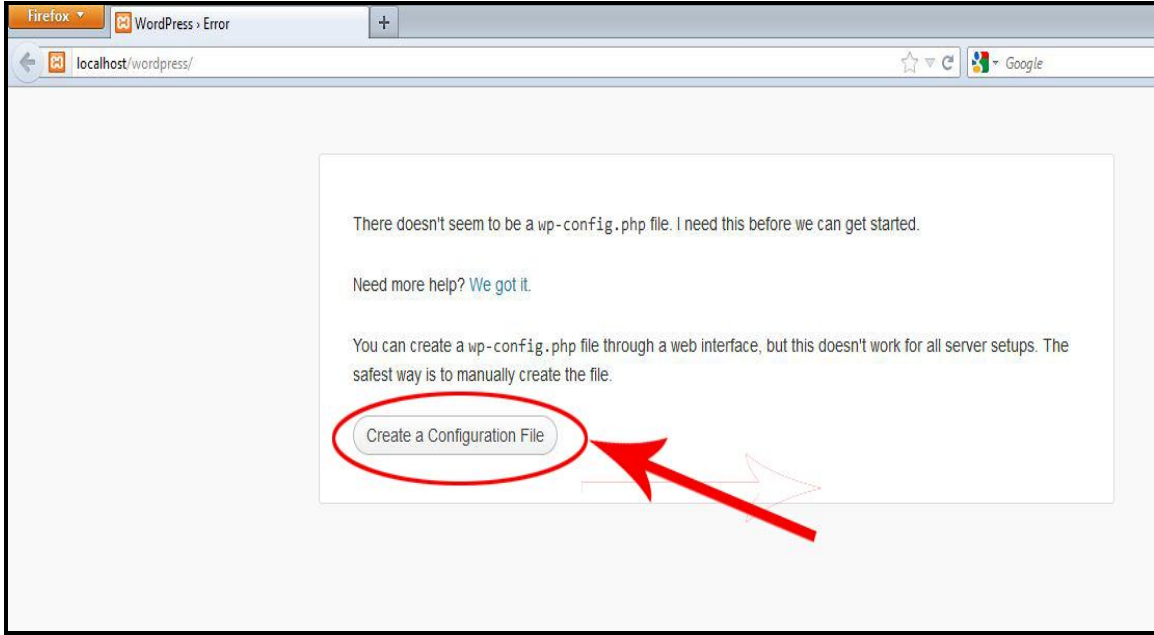 Firefox
WordPress › Error
+
localhost/wordpress/
Google
There doesn't seem to be a wp-config.php file. I need this before we can get started.
Need more help? We got it.
You can create a wp-config.php file through a web interface, but this doesn't work for all server setups. The
safest way is to manually create the file.
Create a Configuration File